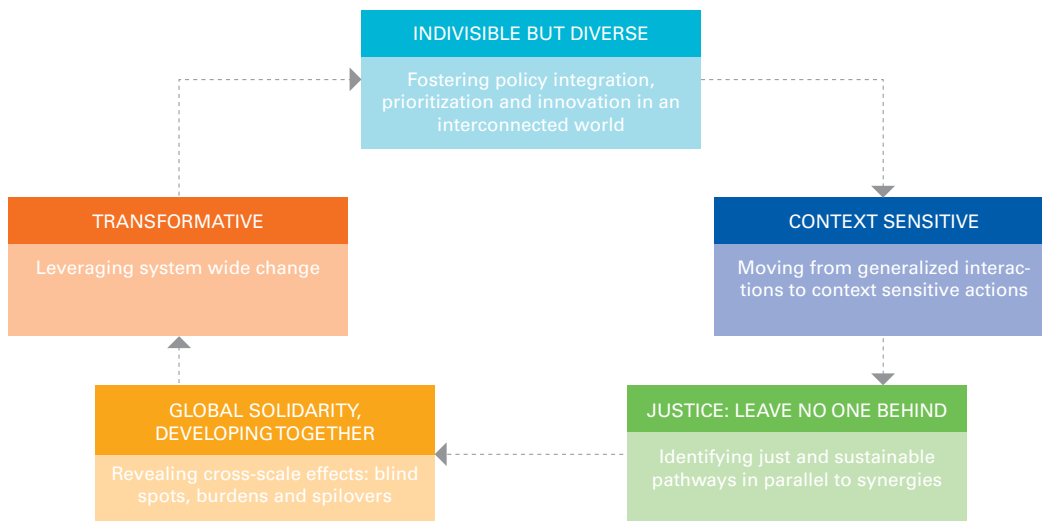 INDIVISIBLE BUT DIVERSE
Fostering policy integration,
prioritization and innovation in an
interconnected world
CONTEXT SENSITIVE
Moving from generalized interac-
tions to context sensitive actions
JUSTICE: LEAVE NO ONE BEHIND
Identifying just and sustainable
pathways in parallel to synergies
GLOBAL SOLIDARITY,
DEVELOPING TOGETHER
Revealing cross-scale effects: blind
spots, burdens and spilovers
TRANSFORMATIVE
Leveraging system wide change